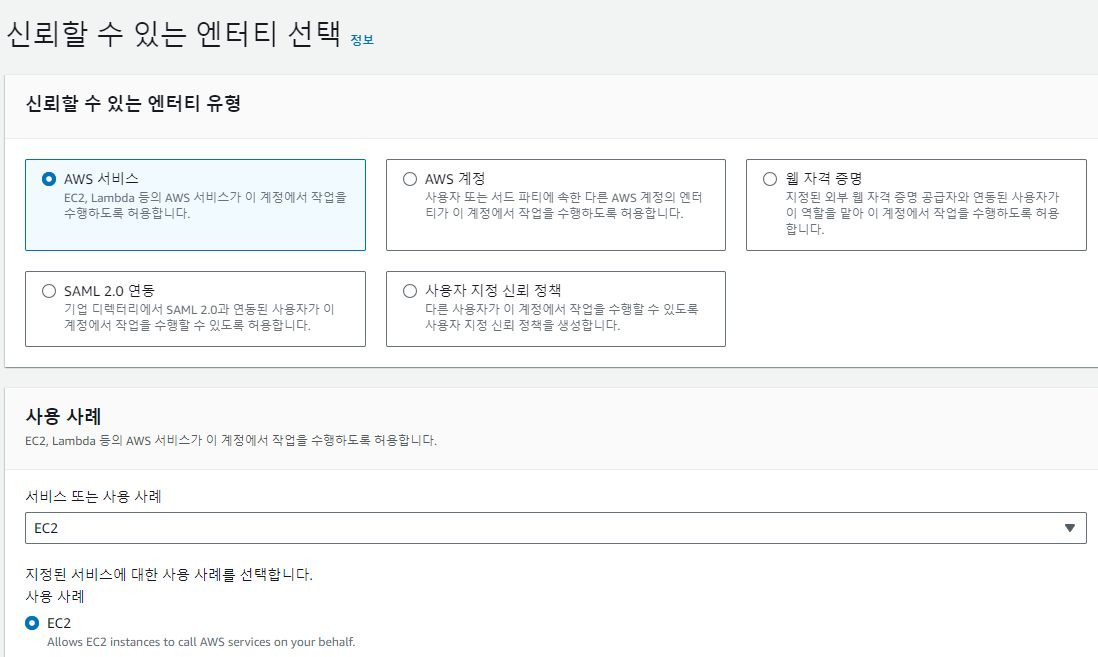 신뢰할 수 있는 엔터티 선택 정보
신뢰할 수 있는 엔터티 유형
AWS 서비스
EC2, Lambda 등의 AWS 서비스가 이 계정에서 작업을
수행하도록 허용합니다.
AWS 계정
사용자 또는 서드 파티에 속한 다른 AWS 계정의 엔터
티가 이 계정에서 작업을 수행하도록 허용합니다.
웹 자격 증명
지정된 외부 웹 자격 증명 공급자와 연동된 사용자가
이 역할을 맡아 이 계정에서 작업을 수행하도록 허용
합니다.
SAML 2.0 연동
기업 디렉터리에서 SAML 2.0과 연동된 사용자가 이
계정에서 작업을 수행할 수 있도록 허용합니다.
사용자 지정 신뢰 정책
다른 사용자가 이 계정에서 작업을 수행할 수 있도록
사용자 지정 신뢰 정책을 생성합니다.
사용 사례
EC2, Lambda 등의 AWS 서비스가 이 계정에서 작업을 수행하도록 허용합니다.
서비스 또는 사용 사례
EC2
지정된 서비스에 대한 사용 사례를 선택합니다.
사용 사례
EC2
Allows EC2 instances to call AWS services on your behalf.